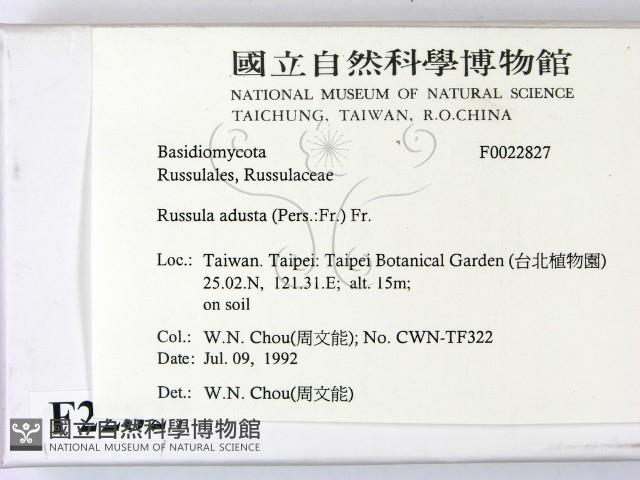 國立自然科學博物館
NATIONAL MUSEUM OF NATURAL SCIENCE
TAICHUNG, TAIWAN, R.O.CHINA
Basidiomycota F0022827
Russulales, Russulaceae
Russula adusta (Pers.:Fr.) Fr.
Loc.: Taiwan. Taipei: Taipei Botanical Garden (台北植物園)
25.02.N, 121.31.E; alt. 15m;
on soil
Col.: W.N. Chou(周文能); No. CWN-TF322
Date: Jul. 09, 1992
Det.: W.N. Chou(周文能)
國立自然科學博物館
NATIONAL MUSEUM OF NATURAL SCIENCE